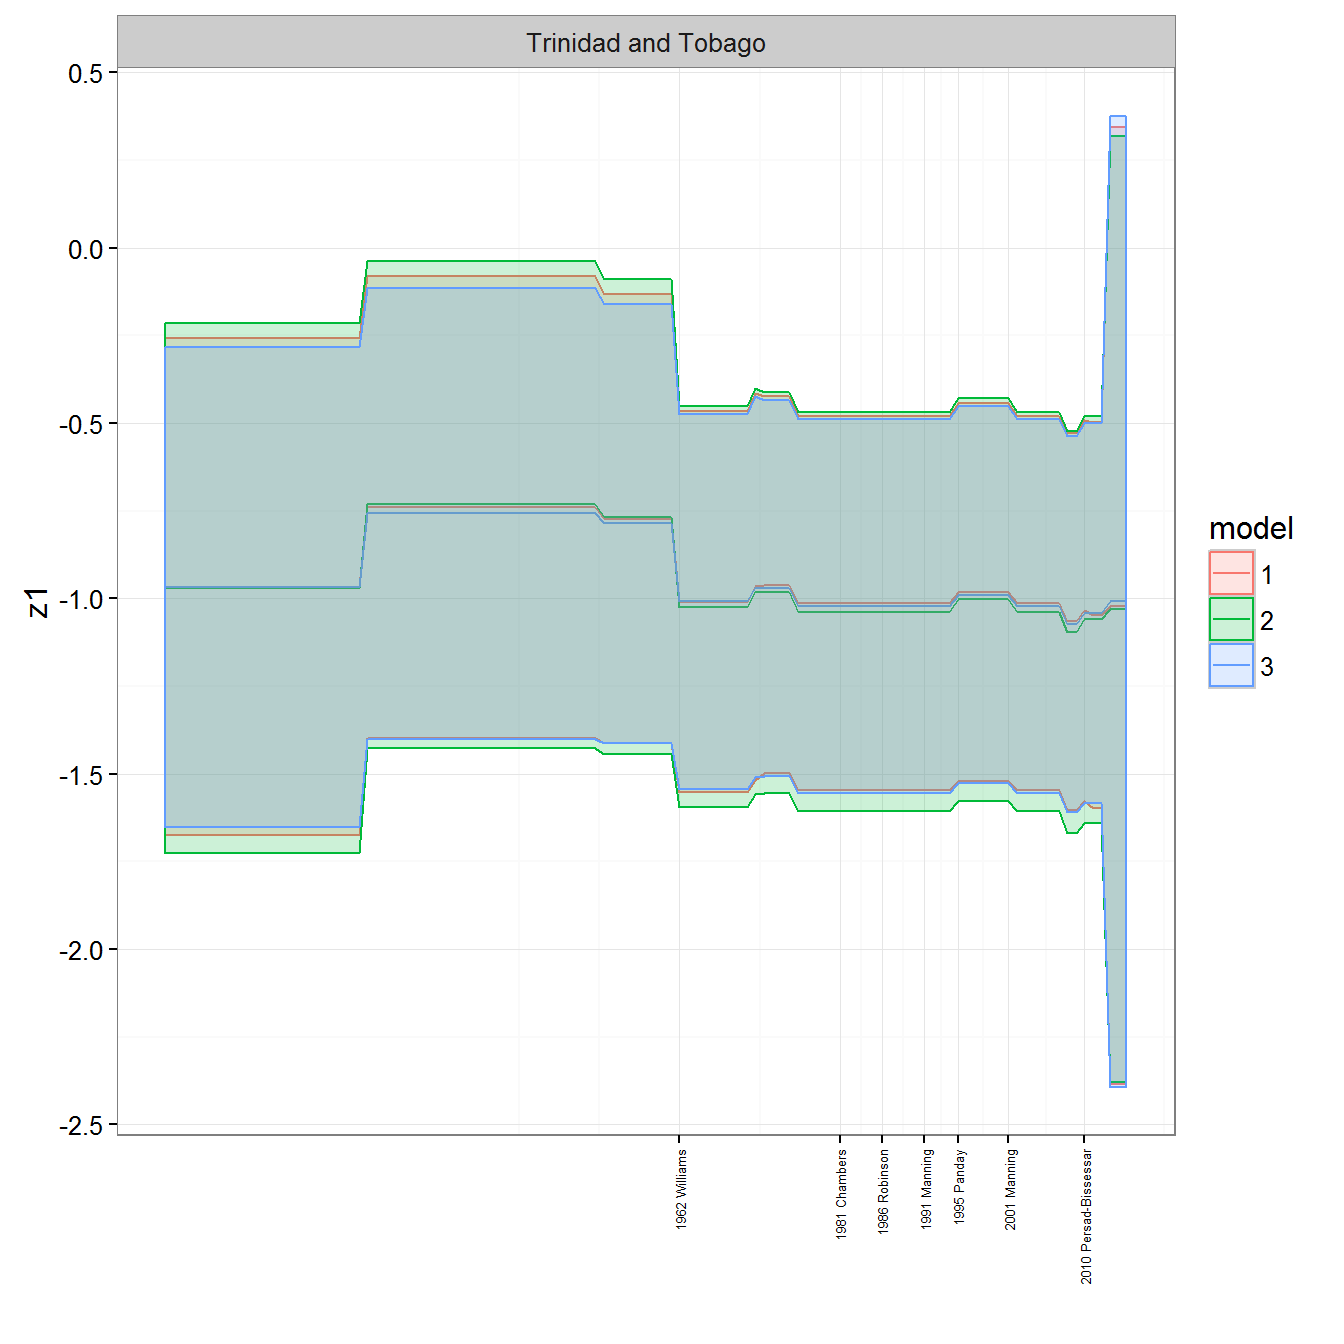 Trinidad and Tobago
0.5
0.0
-0.5
-1.0
-1.5
-2.0
-2.5
z1
1962 Williams
1981 Chambers
1986 Robinson
1991 Manning
1995 Panday
2001 Manning
2010 Persad-Bissessar
model
1
2
3